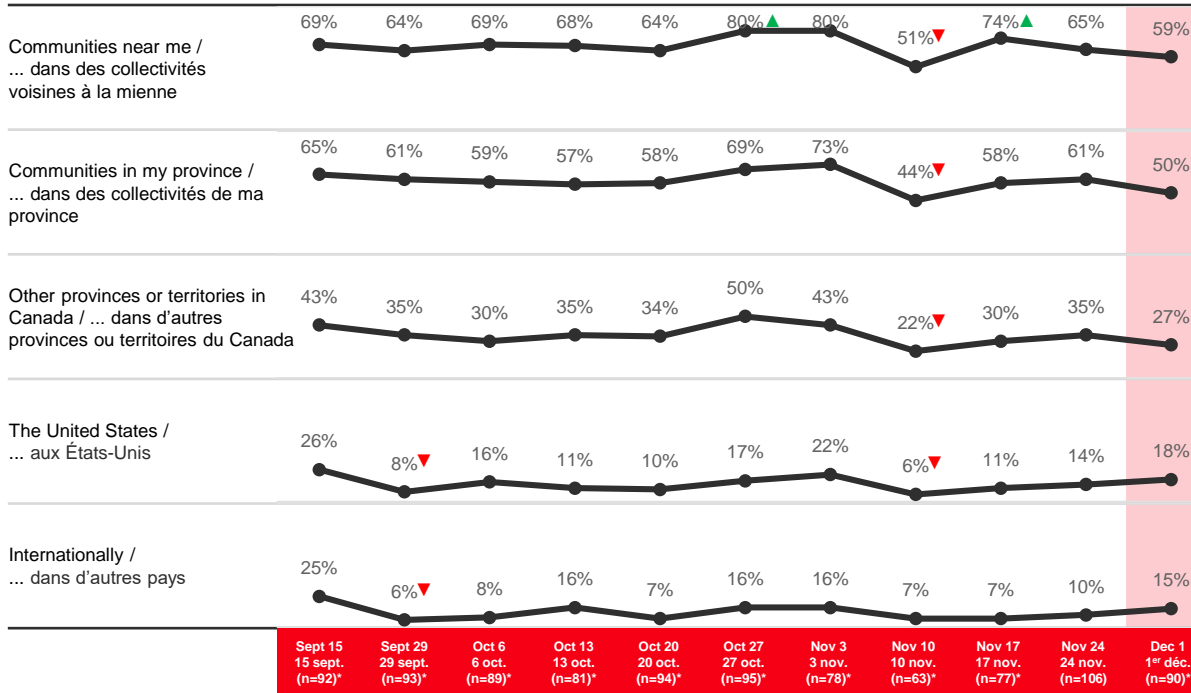 69% 64% 69% 68% 64% 80%▲ 80% 51%▼ 74%▲ 65% 59%
Communities near me /
... dans des collectivités
voisines à la mienne
65% 61% 59% 57% 58% 69% 73% 44%▼ 58% 61% 50%
Communities in my province /
... dans des collectivités de ma
province
43% 35% 30% 35% 34% 50% 43% 22%▼ 30% 35% 27%
Other provinces or territories in
Canada / ... dans d'autres
provinces ou territoires du Canada
26% 8%▼ 16% 11% 10% 17% 22% 6%▼ 11% 14% 18%
The United States /
... aux États-Unis
25% 6%▼ 8% 16% 7% 16% 16% 7% 7% 10% 15%
Internationally /
... dans d'autres pays
Sept 15 Sept 29 Oct 6 Oct 13 Oct 20 Oct 27 Nov 3 Nov 10 Nov 17 Nov 24 Dec 1
15 sept. 29 sept. 6 oct. 13 oct. 20 oct. 27 oct. 3 nov. 10 nov. 17 nov. 24 nov. 1er déc.
(n=92)* (n=93)* (n=89)* (n=81)* (n=94)* (n=95)* (n=78)* (n=63)* (n=77)* (n=106) (n=90)*